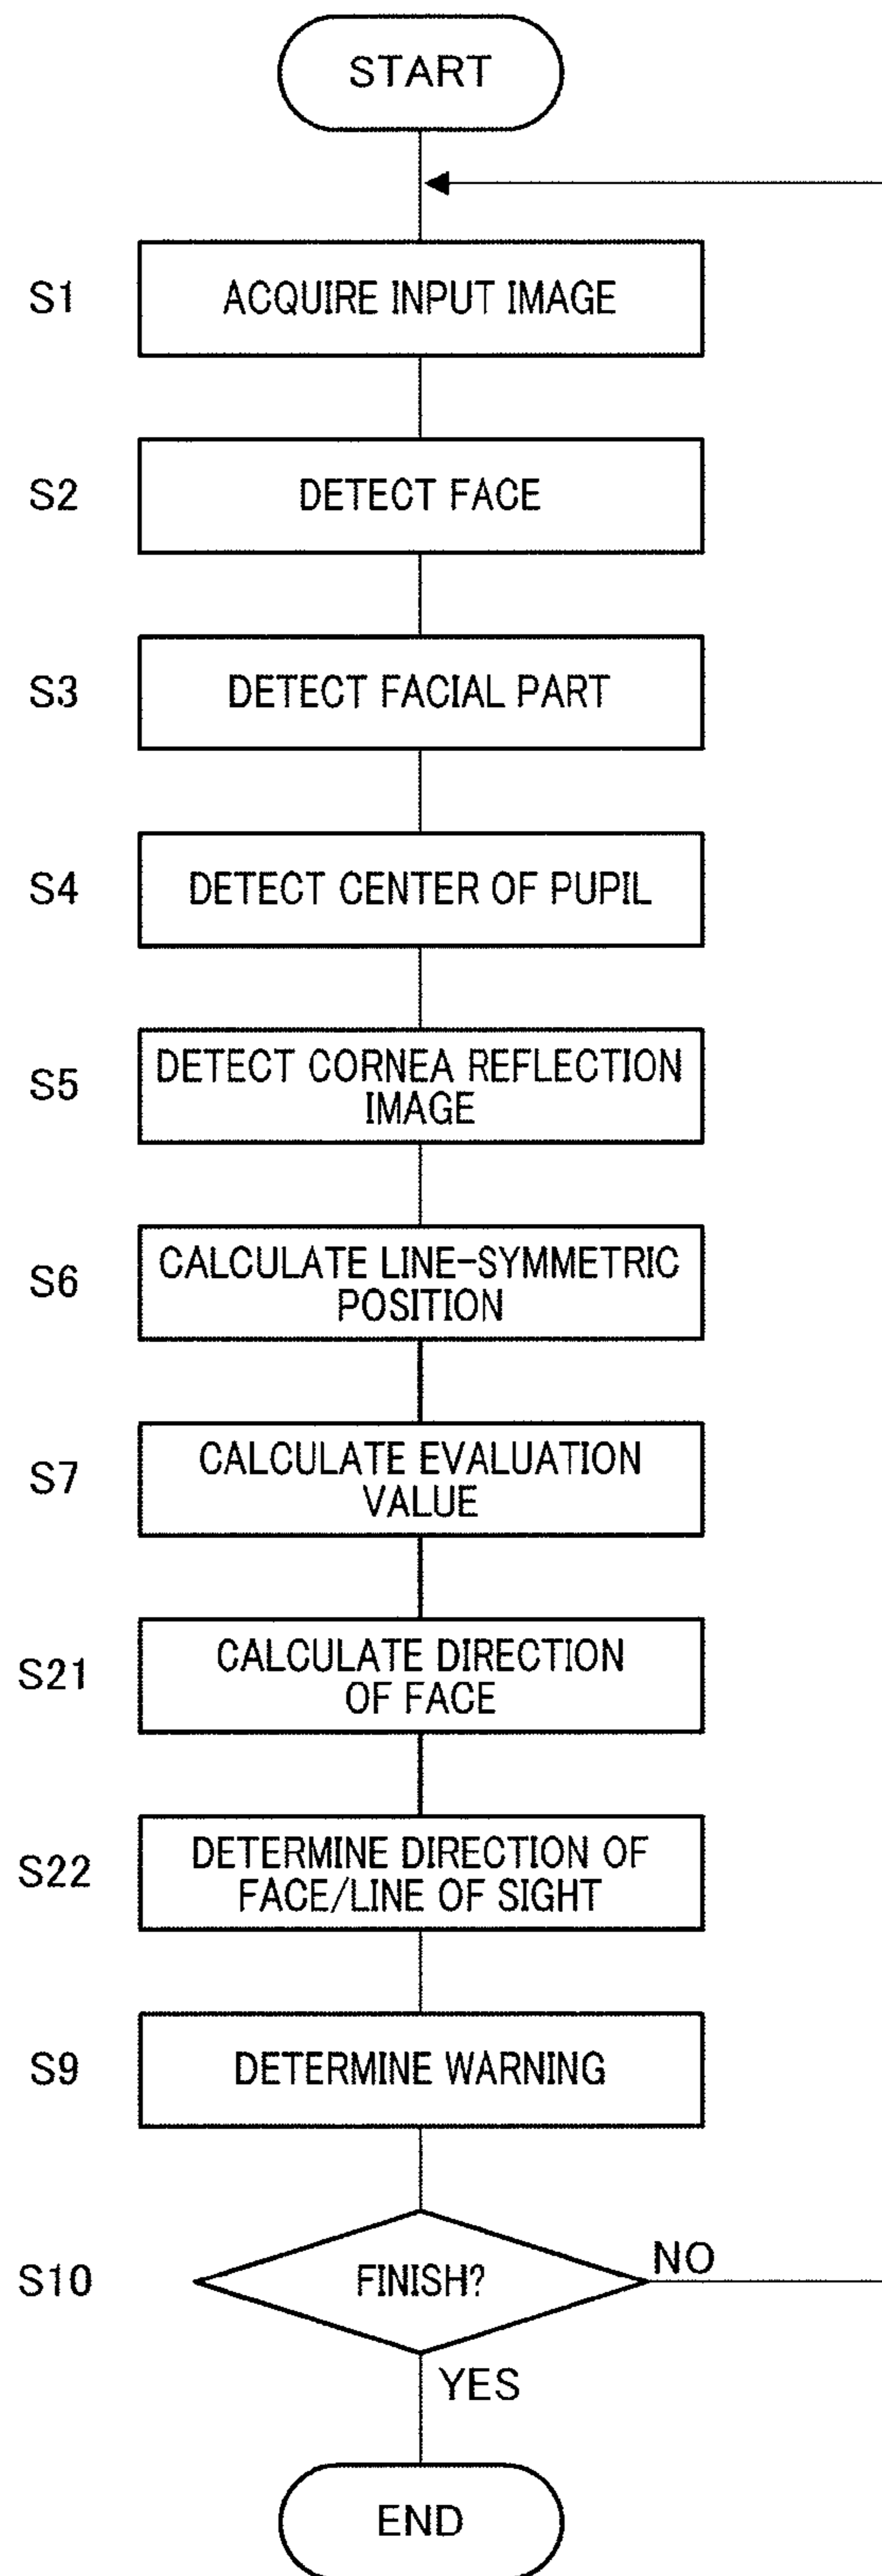 START
S1 ACQUIRE INPUT IMAGE
S2 DETECT FACE
S3 DETECT FACIAL PART
S4 DETECT CENTER OF PUPIL
S5 DETECT CORNEA REFLECTION
IMAGE
S6 CALCULATE LINE-SYMMETRIC
POSITION
S7 CALCULATE EVALUATION
VALUE
S21 CALCULATE DIRECTION
OF FACE
S22 DETERMINE DIRECTION OF
FACE/LINE OF SIGHT
S9 DETERMINE WARNING
S10 FINISH? NO
YES
END